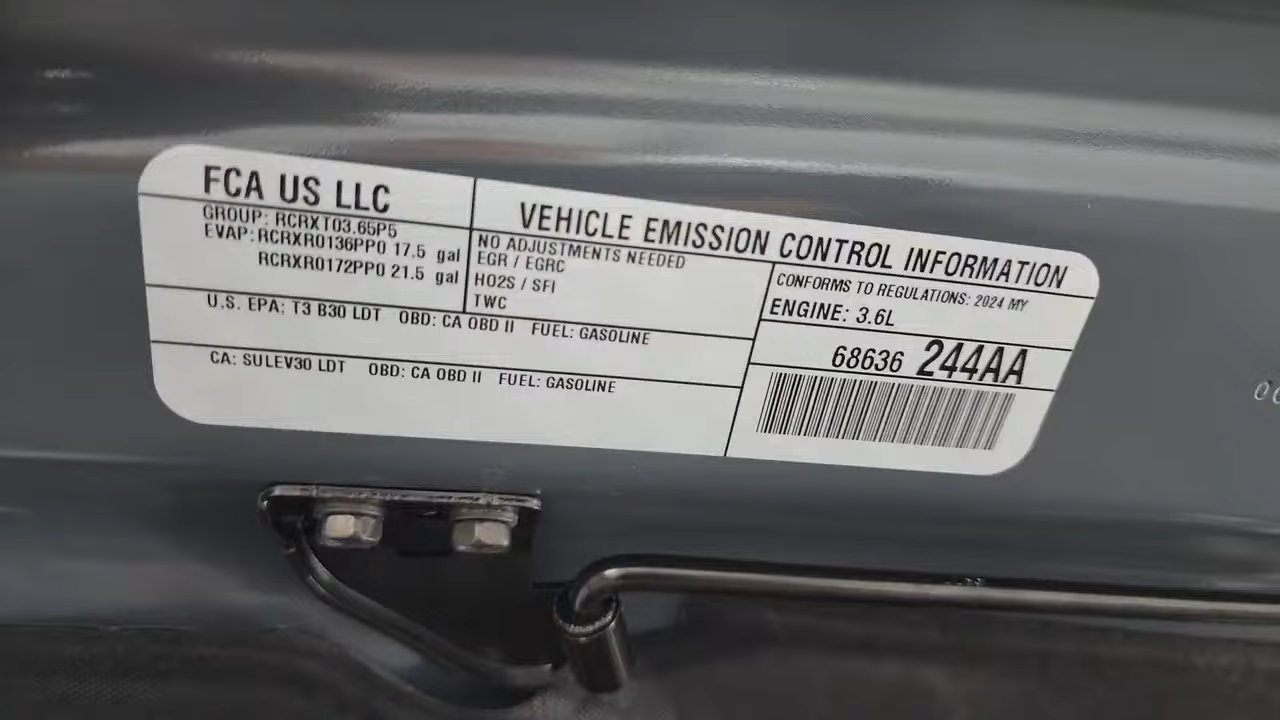 FCA US LLC
VEHICLE EMISSION CONTROL INFORMATION
GROUP: RCRXT03.65P5
EVAP: RCRXR0136PP0 17.5 gal
RCRXR0172PP0 21.5 gal
NO ADJUSTMENTS NEEDED
EGR / EGRC
HO2S / SFI
TWC
CONFORMS TO REGULATIONS: 2024 MY
ENGINE: 3.6L
U.S. EPA: T3 B30 LDT OBD: CA OBD II FUEL: GASOLINE
CA: SULEV30 LDT OBD: CA OBD II FUEL: GASOLINE
68636 244AA